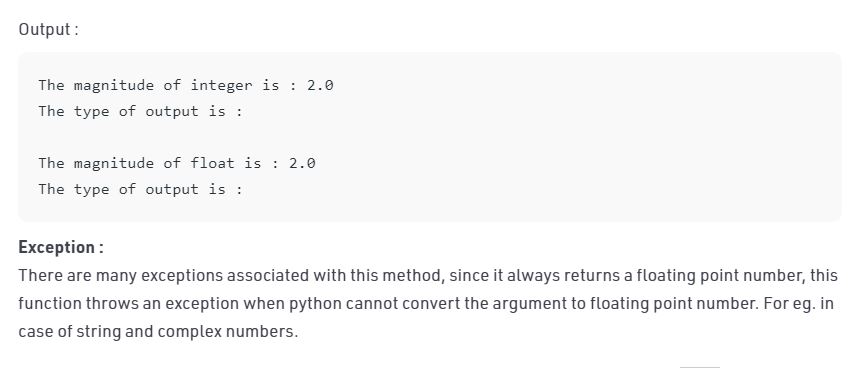 Output :
The magnitude of integer is : 2.0
The type of output is :
The magnitude of float is : 2.0
The type of output is :
Exception :
There are many exceptions associated with this method, since it always returns a floating point number, this
function throws an exception when python cannot convert the argument to floating point number. For eg. in
case of string and complex numbers.